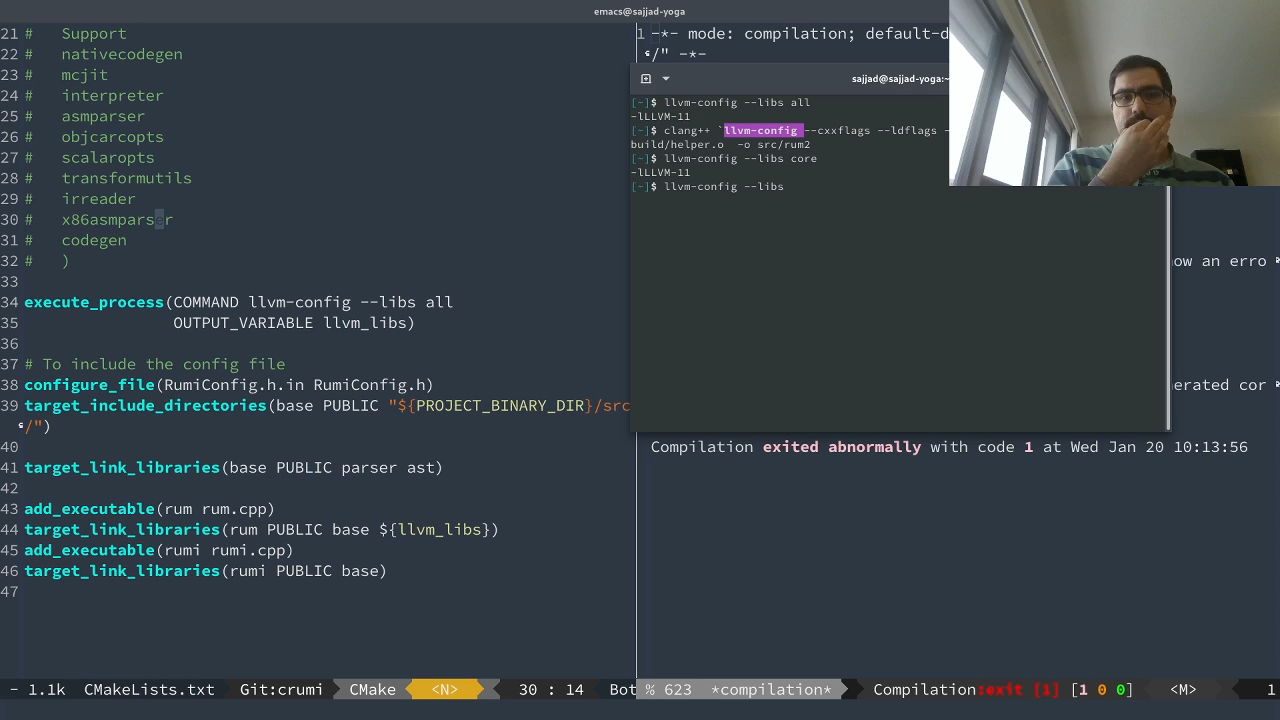 emacs@sajjad-yoga
21 #   Support
22 #   nativecodegen
23 #   mcjit
24 #   interpreter
25 #   asmparser
26 #   objcarcopts
27 #   scalaropts
28 #   transformutils
29 #   irreader
30 #   x86asmparser
31 #   codegen
32 #   )
33
34 execute_process(COMMAND llvm-config --libs all
35                 OUTPUT_VARIABLE llvm_libs)
36
37 # To include the config file
38 configure_file(RumiConfig.h.in RumiConfig.h)
39 target_include_directories(base PUBLIC "${PROJECT_BINARY_DIR}/src
/")
40
41 target_link_libraries(base PUBLIC parser ast)
42
43 add_executable(rum rum.cpp)
44 target_link_libraries(rum PUBLIC base ${llvm_libs})
45 add_executable(rumi rumi.cpp)
46 target_link_libraries(rumi PUBLIC base)
47
- 1.1k CMakeLists.txt Git:crumi CMake <N> 30 : 14 Bot
1 -*- mode: compilation; default-d
/" -*-
sajjad@sajjad-yoga:~
[~]$ llvm-config --libs all
-lLLVM-11
[~]$ clang++ `llvm-config --cxxflags --ldflags -
build/helper.o  -o src/rum2
[~]$ llvm-config --libs core
-lLLVM-11
[~]$ llvm-config --libs
ow an erro
erated cor
Compilation exited abnormally with code 1 at Wed Jan 20 10:13:56
% 623 *compilation* Compilation:exit [1] [1 0 0] <M> 1